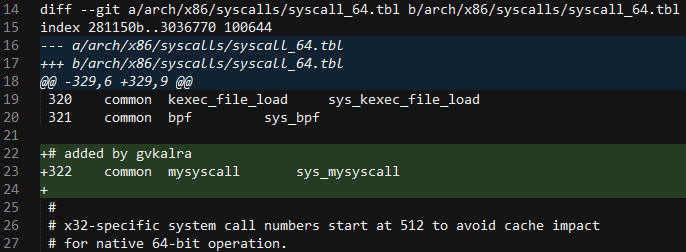 14 diff --git a/arch/x86/syscalls/syscall_64.tbl b/arch/x86/syscalls/syscall_64.tbl
15 index 281150b..3036770 100644
16 --- a/arch/x86/syscalls/syscall_64.tbl
17 +++ b/arch/x86/syscalls/syscall_64.tbl
18 @@ -329,6 +329,9 @@
19  320    common  kexec_file_load     sys_kexec_file_load
20  321    common  bpf         sys_bpf
21
22 +# added by gvkalra
23 +322    common  mysyscall       sys_mysyscall
24 +
25  #
26  # x32-specific system call numbers start at 512 to avoid cache impact
27  # for native 64-bit operation.